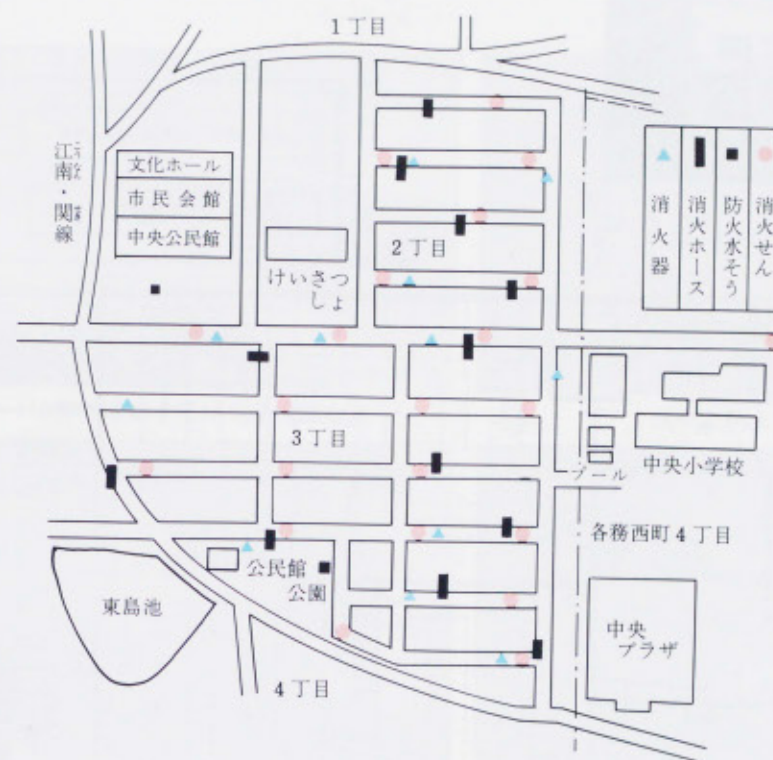 1丁目
江南・関線
文化ホール
市民会館
中央公民館
けいさつ
しょ
2丁目
消火器
消火ホース
防火水そう
消火せん
3丁目
プール
中央小学校
各務西町4丁目
公民館
公園
東島池
中央
プラザ
4丁目